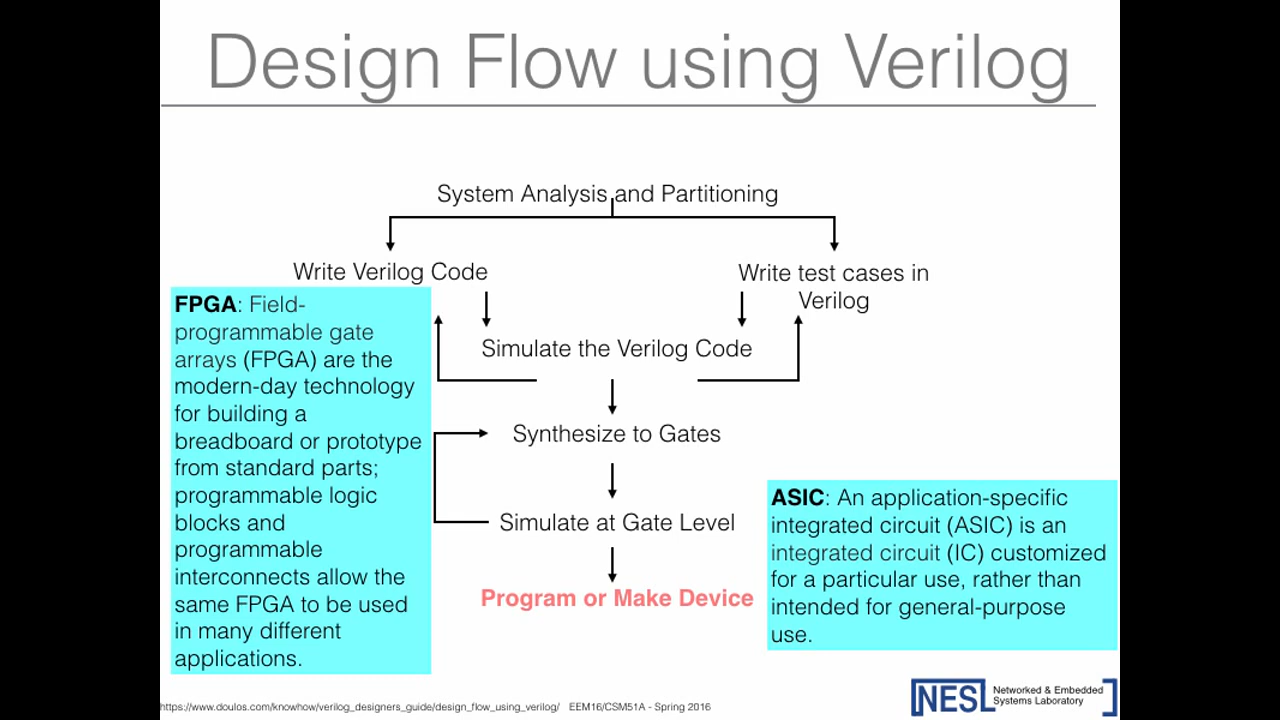 Design Flow using Verilog
System Analysis and Partitioning
Write Verilog Code
Write test cases in
Verilog
FPGA: Field-
programmable gate
arrays (FPGA) are the
modern-day technology
for building a
breadboard or prototype
from standard parts;
programmable logic
blocks and
programmable
interconnects allow the
same FPGA to be used
in many different
applications.
Simulate the Verilog Code
Synthesize to Gates
Simulate at Gate Level
Program or Make Device
ASIC: An application-specific
integrated circuit (ASIC) is an
integrated circuit (IC) customized
for a particular use, rather than
intended for general-purpose
use.
https://www.doulos.com/knowhow/verilog_designers_guide/design_flow_using_verilog/ EEM16/CSM51A - Spring 2016
NESL Networked & Embedded
Systems Laboratory